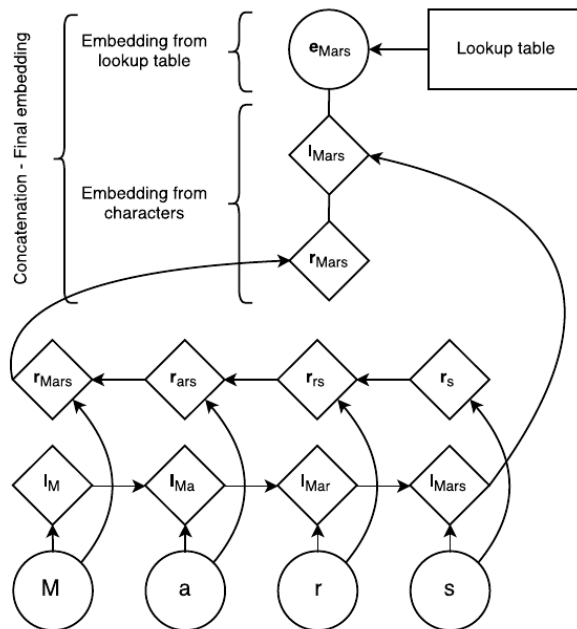 Concatenation - Final embedding
Embedding from
lookup table
Embedding from
characters
eMars
Lookup table
lMars
rMars
rMars
rars
rrs
rs
lM
lMa
lMar
lMars
M
a
r
s